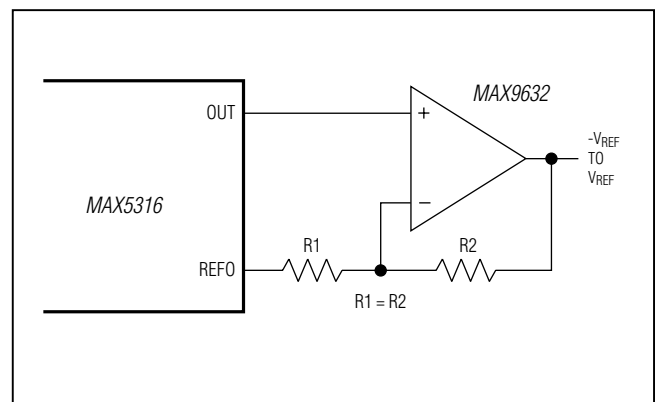 MAX9632
OUT
+
-VREF
TO
VREF
MAX5316
−
REFO
R1
R2
R1 = R2